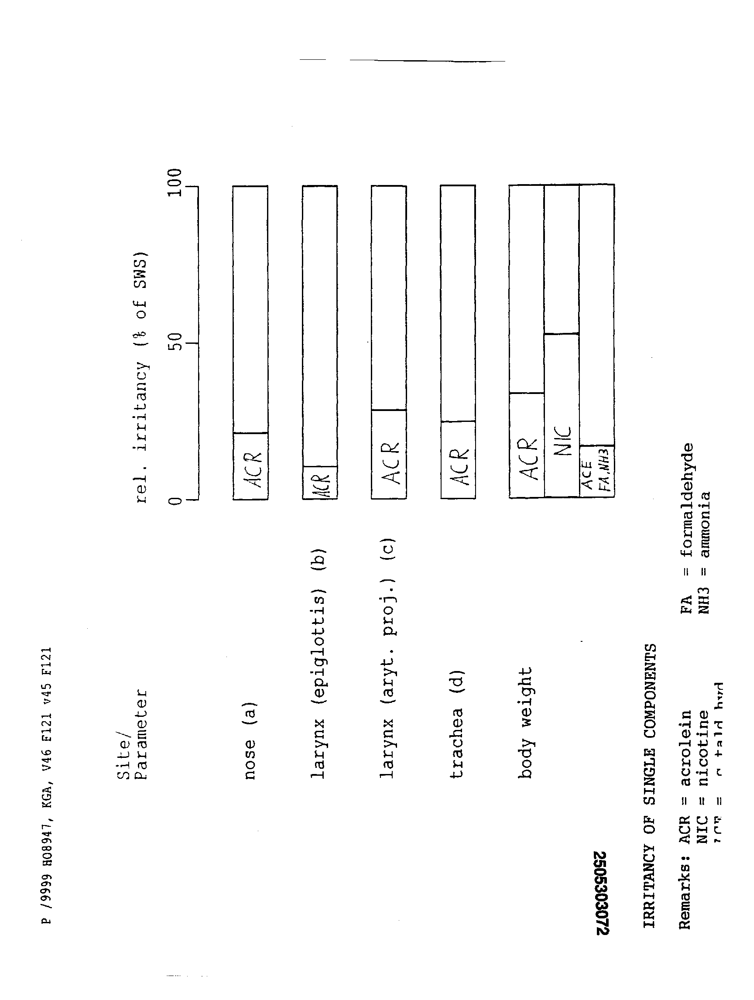 P /9999 H08947, KGA, V46 F121 v45 F121
Site/
Parameter
rel. irritancy (% of SWS)
0 50 100
nose (a)
ACR
larynx (epiglottis) (b)
ACR
larynx (aryt. proj.) (c)
ACR
trachea (d)
ACR
body weight
ACR
NIC
ACE
FA, NH3
2505303072
IRRITANCY OF SINGLE COMPONENTS
Remarks: ACR = acrolein FA = formaldehyde
NIC = nicotine NH3 = ammonia